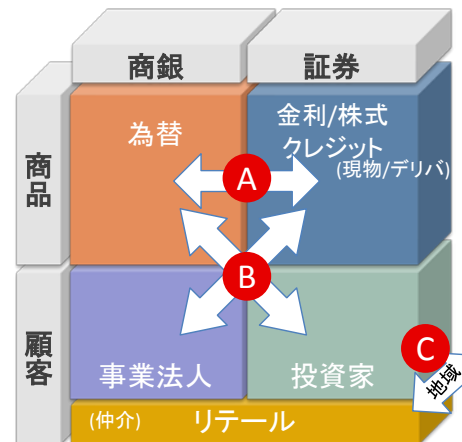 商銀
証券
商品
為替
金利/株式
クレジット
(現物/デリバ)
A
B
顧客
事業法人
投資家
C
地域
(仲介)
リテール